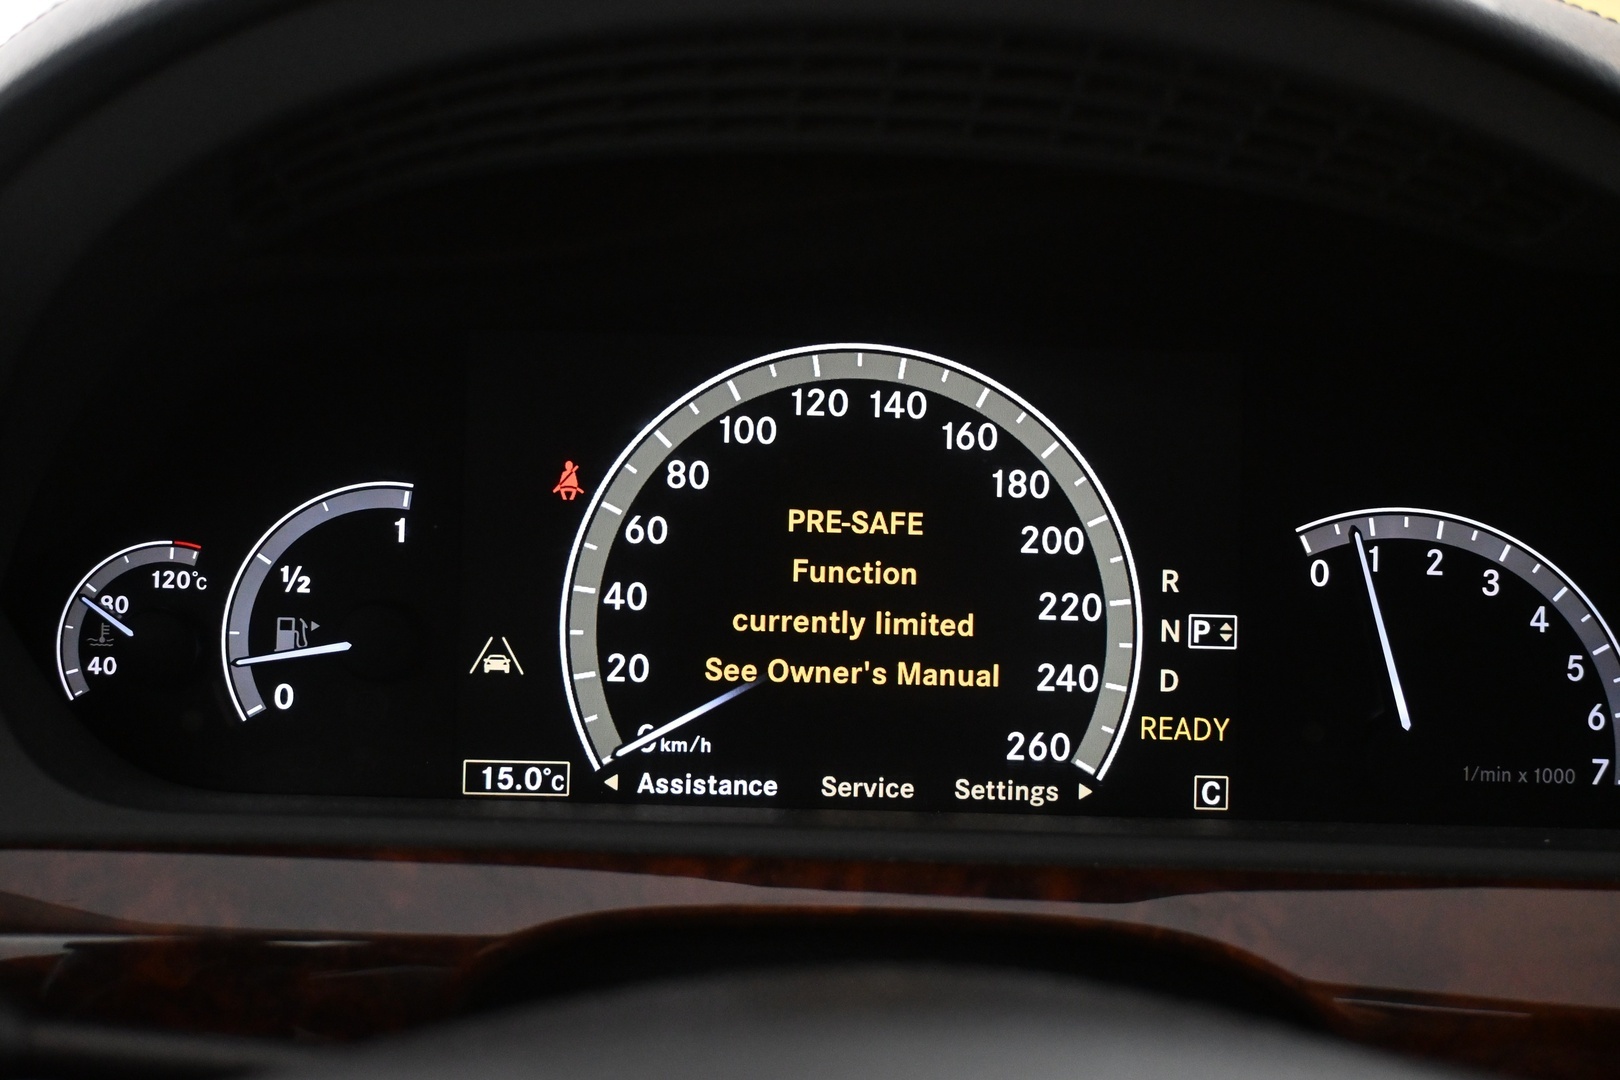 120°C
80
40
1
½
0
0
20
40
60
80
100
120
140
160
180
200
220
240
260
km/h
PRE-SAFE
Function
currently limited
See Owner's Manual
15.0°C
Assistance Service Settings
R
N P
D
READY
C
0
1
2
3
4
5
6
7
1/min x 1000